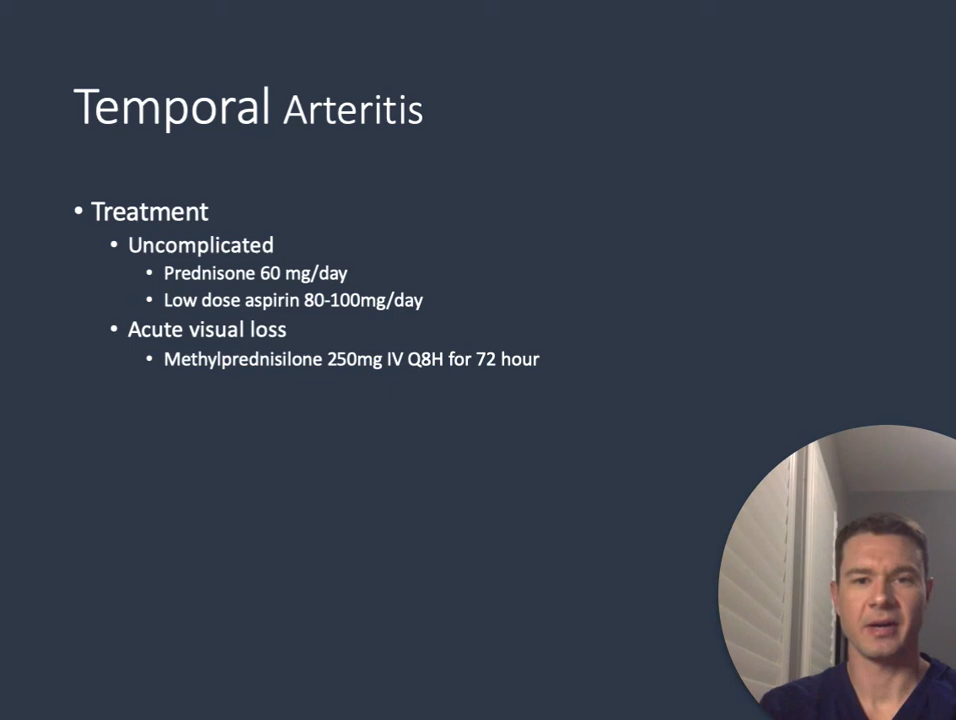 Temporal Arteritis
• Treatment
• Uncomplicated
• Prednisone 60 mg/day
• Low dose aspirin 80-100mg/day
• Acute visual loss
• Methylprednisilone 250mg IV Q8H for 72 hour